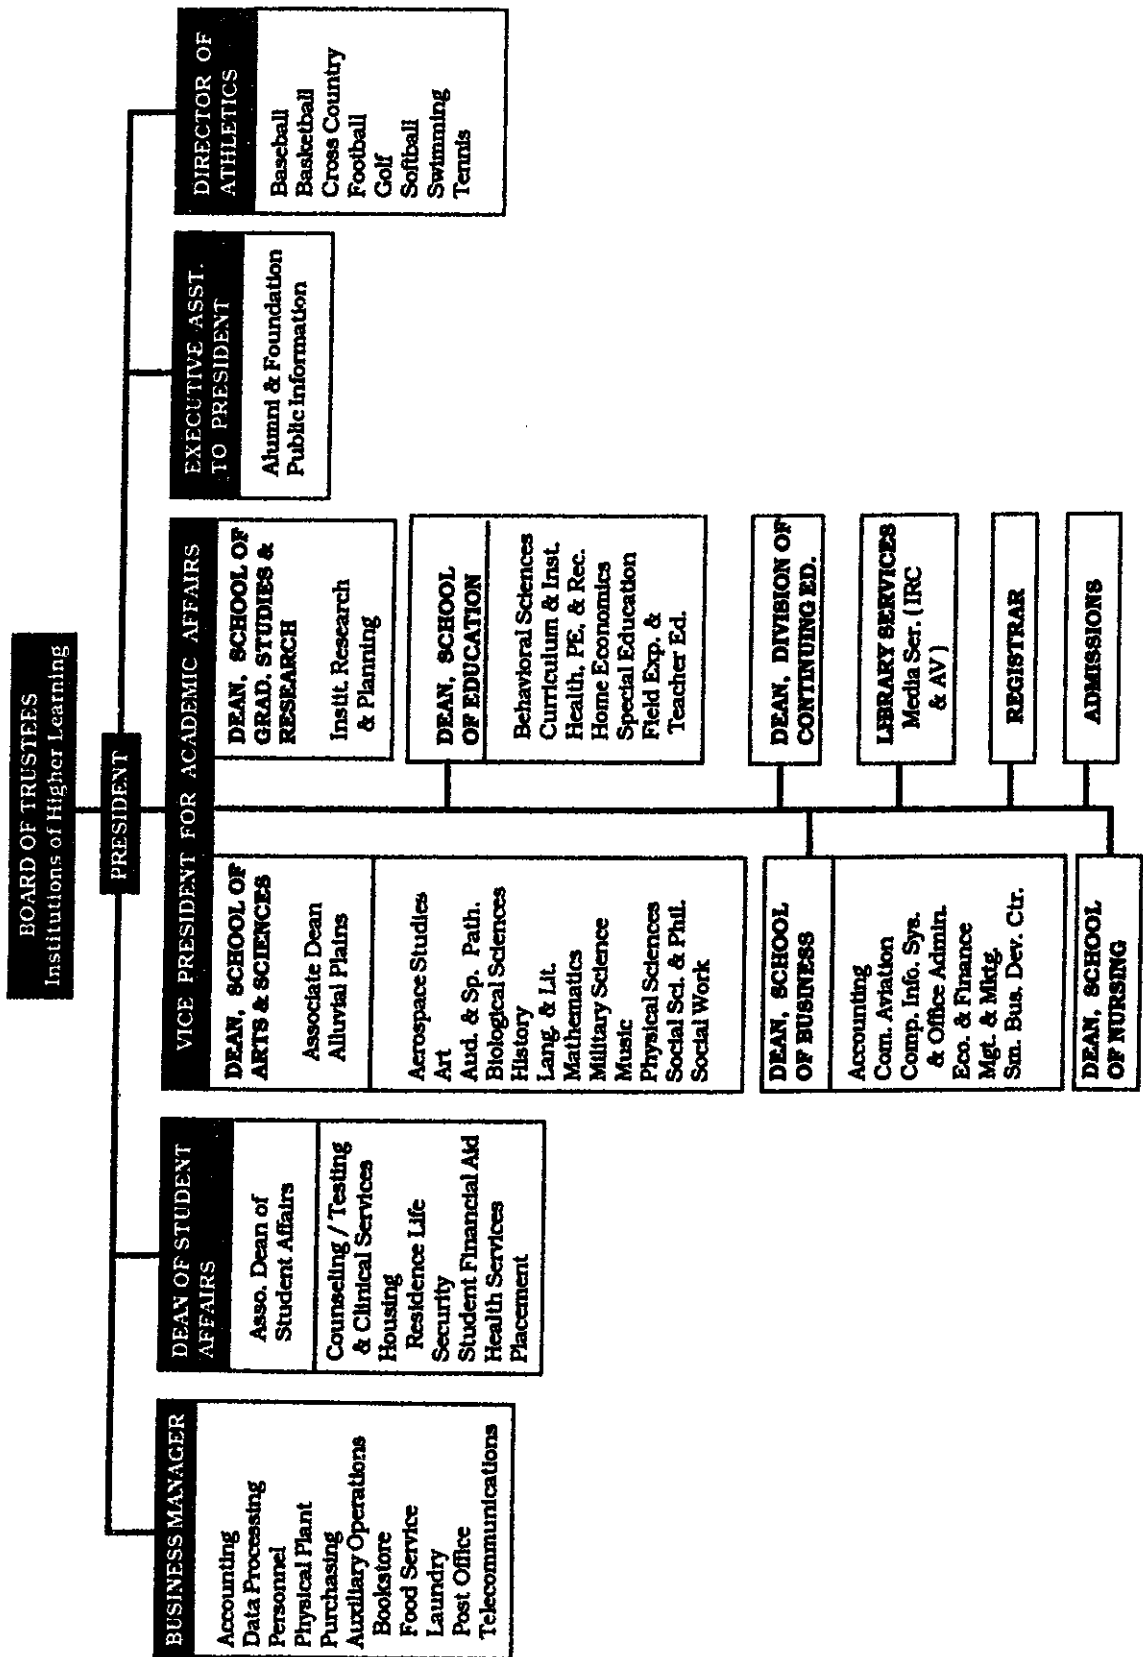 BOARD OF TRUSTEES
Institutions of Higher Learning
PRESIDENT
BUSINESS MANAGER
Accounting
Data Processing
Personnel
Physical Plant
Purchasing
Auxiliary Operations
Bookstore
Food Service
Laundry
Post Office
Telecommunications
DEAN OF STUDENT
AFFAIRS
Asso. Dean of
Student Affairs
Counseling / Testing
& Clinical Services
Housing
Residence Life
Security
Student Financial Aid
Health Services
Placement
VICE PRESIDENT FOR ACADEMIC AFFAIRS
DEAN, SCHOOL OF
ARTS & SCIENCES
Associate Dean
Alluvial Plains
Aerospace Studies
Art
Aud. & Sp. Path.
Biological Sciences
History
Lang. & Lit.
Mathematics
Military Science
Music
Physical Sciences
Social Sci. & Phil.
Social Work
DEAN, SCHOOL
OF BUSINESS
Accounting
Com. Aviation
Comp. Info. Sys.
& Office Admin.
Eco. & Finance
Mgt. & Mktg.
Sm. Bus. Dev. Ctr.
DEAN, SCHOOL
OF NURSING
DEAN, SCHOOL OF
GRAD. STUDIES &
RESEARCH
Instit. Research
& Planning
DEAN, SCHOOL
OF EDUCATION
Behavioral Sciences
Curriculum & Inst.
Health, PE, & Rec.
Home Economics
Special Education
Field Exp. &
Teacher Ed.
DEAN, DIVISION OF
CONTINUING ED.
LIBRARY SERVICES
Media Ser. ( IRC
& AV )
REGISTRAR
ADMISSIONS
EXECUTIVE ASST.
TO PRESIDENT
Alumni & Foundation
Public Information
DIRECTOR OF
ATHLETICS
Baseball
Basketball
Cross Country
Football
Golf
Softball
Swimming
Tennis